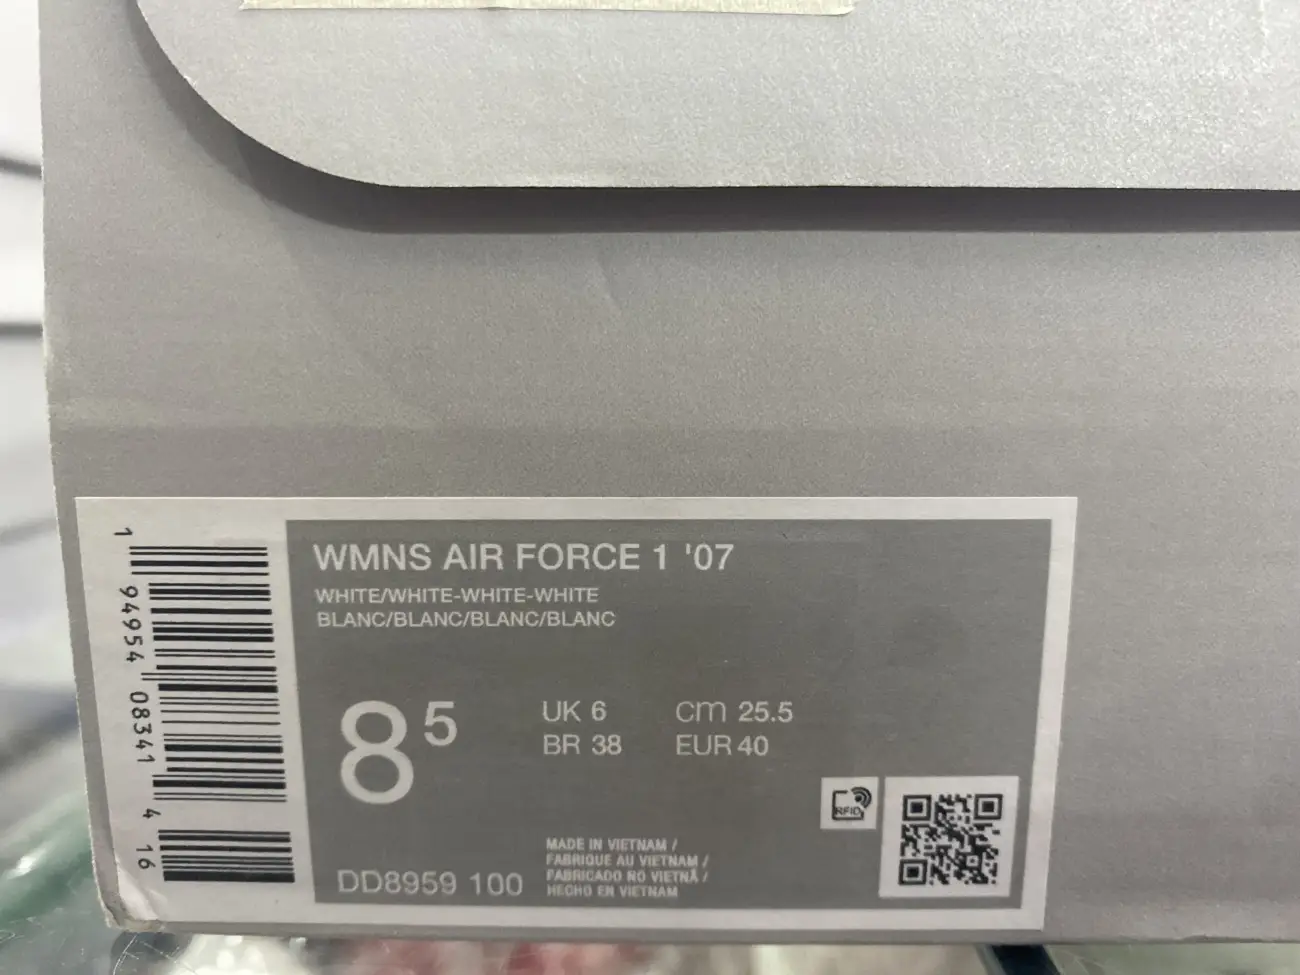 WMNS AIR FORCE 1 '07
WHITE/WHITE-WHITE-WHITE
BLANC/BLANC/BLANC/BLANC
8 5
UK 6 cm 25.5
BR 38 EUR 40
RFID
MADE IN VIETNAM /
FABRIQUE AU VIETNAM /
FABRICADO NO VIETNÃ /
HECHO EN VIETNAM
DD8959 100
1 94954 08341 4 16